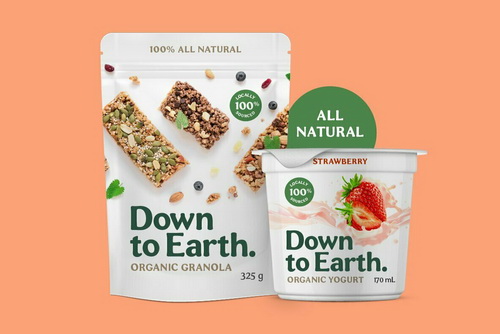 100% ALL NATURAL
LOCALLY
100%
SOURCED
Down
to Earth.
ORGANIC GRANOLA
325 g
ALL
NATURAL
STRAWBERRY
LOCALLY
100%
SOURCED
Down
to Earth.
ORGANIC YOGURT
170 mL